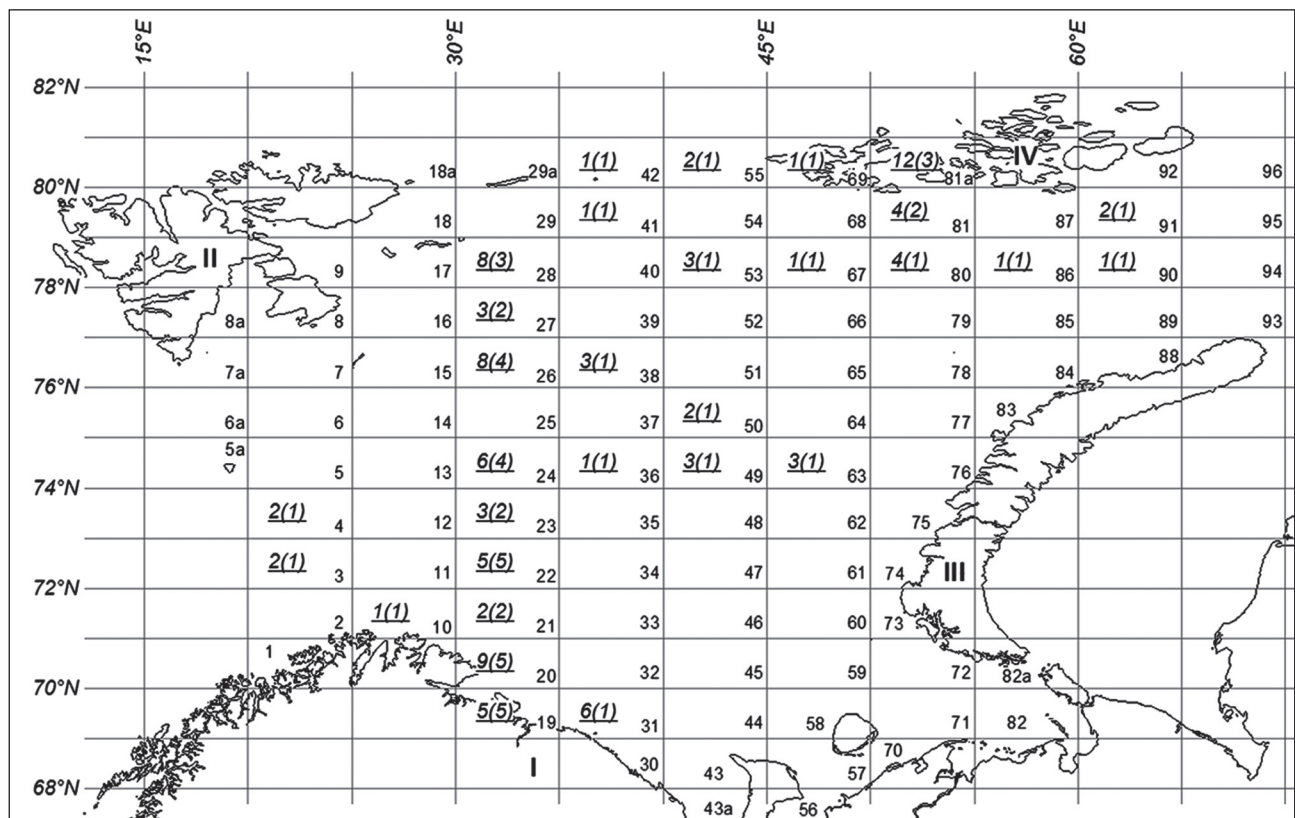 15°E 30°E 45°E 60°E
82°N
IV
1(1) 2(1) 1(1) 12(3)
80°N 18a 29a 42 55 69 81a 92 96
1(1) 4(2) 2(1)
18 29 41 54 68 81 87 91 95
II
8(3) 3(1) 1(1) 4(1) 1(1) 1(1)
78°N 9 17 28 40 53 67 80 86 90 94
3(2)
8a 8 16 27 39 52 66 79 85 89 93
8(4) 3(1) 88
76°N 7a 7 15 26 38 51 65 78 84
2(1) 83
6a 6 14 25 37 50 64 77
5a
6(4) 1(1) 3(1) 3(1)
74°N 5 13 24 36 49 63 76
2(1) 3(2)
4 12 23 35 48 62 75
2(1) 5(5)
72°N 3 11 22 34 47 61 74 III
1(1) 2(2)
2 10 21 33 46 60 73
1 9(5)
70°N 20 32 45 59 72 82a
5(5) 6(1)
19 31 44 58 71 82
I 70
68°N 30 43 57
43a 56